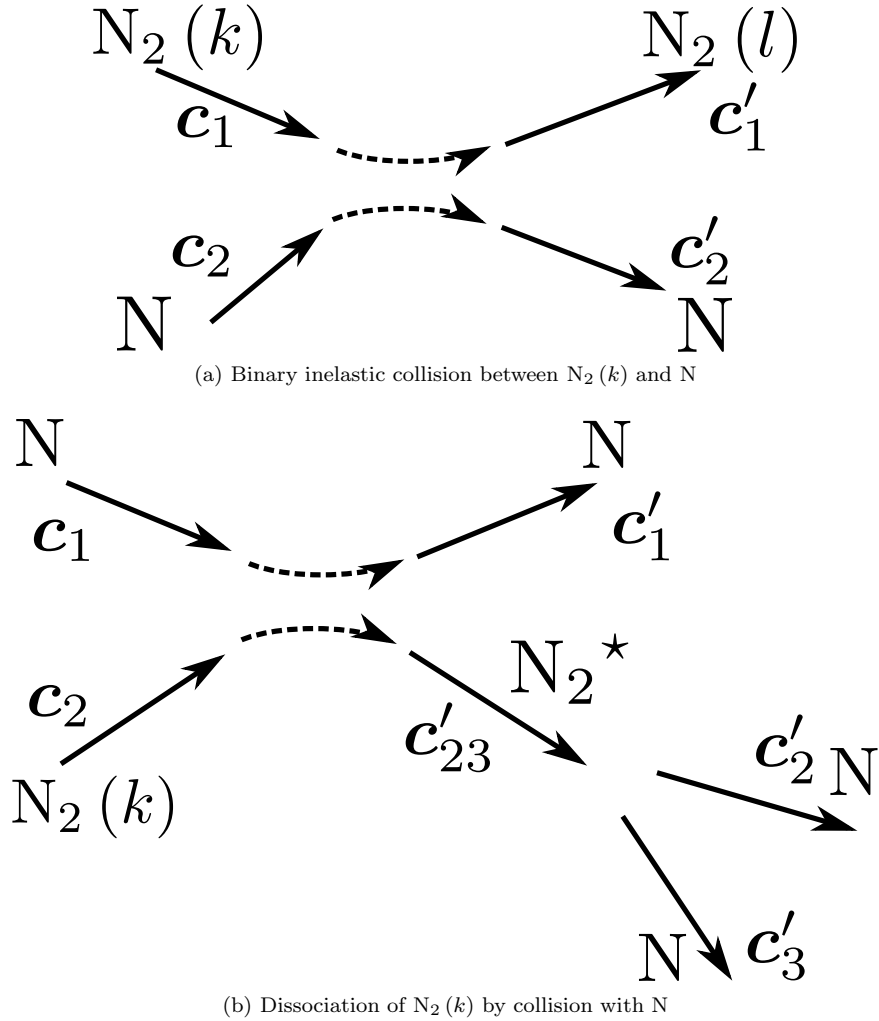 N₂ (k) N₂ (l)
c₁ c′₁
c₂ c′₂
N N
(a) Binary inelastic collision between N₂ (k) and N
N N
c₁ c′₁
N₂⋆
c₂ c′₂₃ c′₂ N
N₂ (k)
N c′₃
(b) Dissociation of N₂ (k) by collision with N